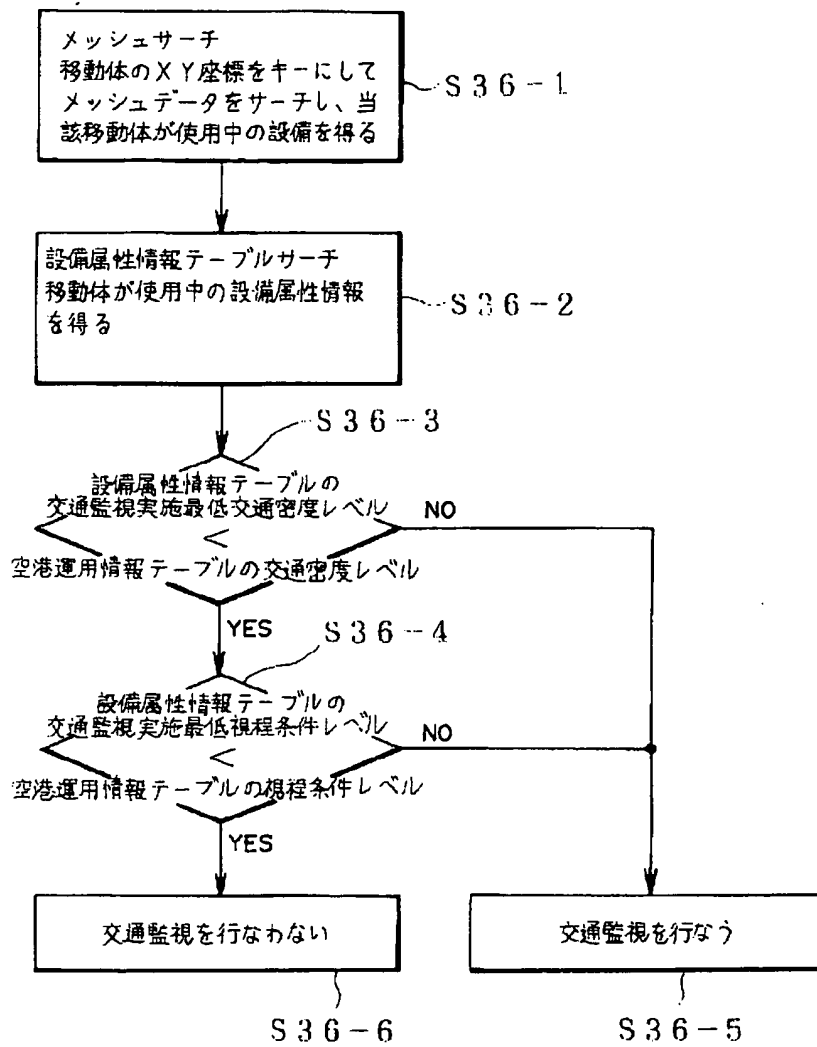 メッシュサーチ
移動体のXY座標をキーにして
メッシュデータをサーチし、当
該移動体が使用中の設備を得る
S36-1
設備属性情報テーブルサーチ
移動体が使用中の設備属性情報
を得る
S36-2
S36-3
設備属性情報テーブルの
交通監視実施最低交通密度レベル
<
空港運用情報テーブルの交通密度レベル
NO
YES
S36-4
設備属性情報テーブルの
交通監視実施最低視程条件レベル
<
空港運用情報テーブルの視程条件レベル
NO
YES
交通監視を行なわない
交通監視を行なう
S36-6
S36-5